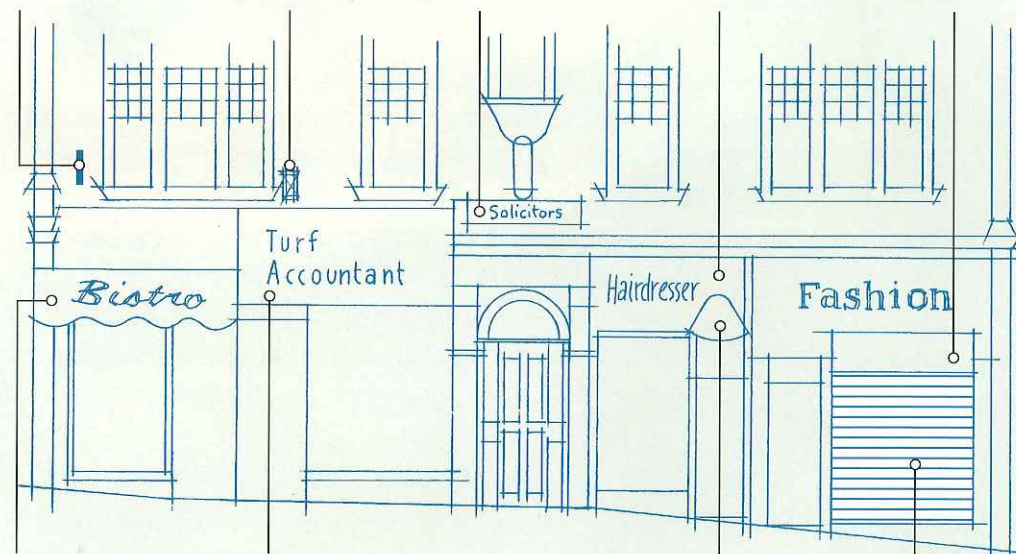 Solicitors
Turf
Accountant
Bistro
Hairdresser
Fashion